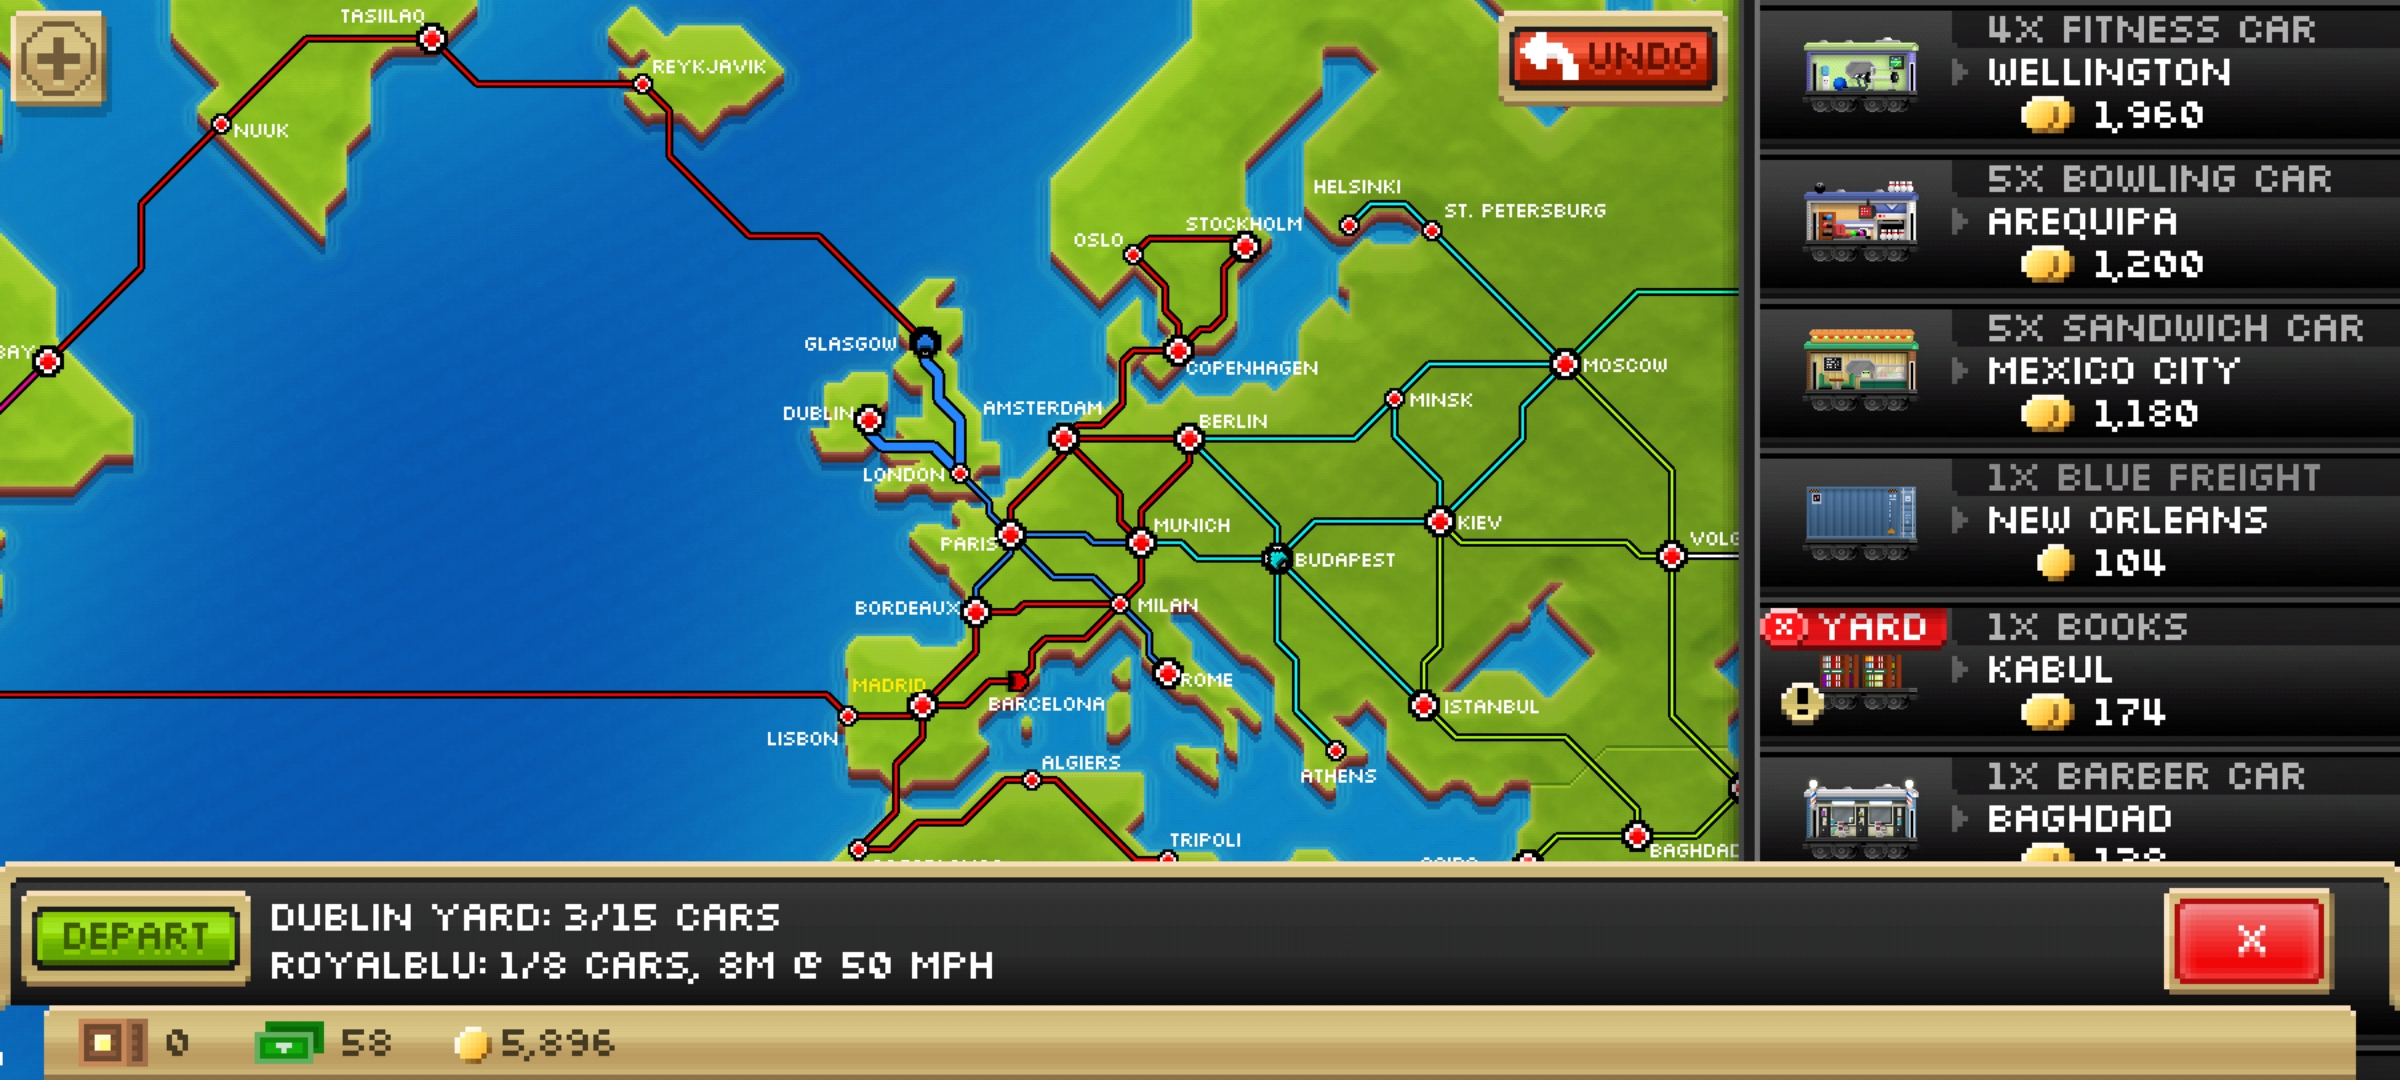 TASIILAQ
REYKJAVIK
NUUK
BAY
GLASGOW
DUBLIN
LONDON
OSLO
STOCKHOLM
COPENHAGEN
HELSINKI
ST. PETERSBURG
MOSCOW
MINSK
AMSTERDAM
BERLIN
PARIS
MUNICH
BUDAPEST
KIEV
VOLG
BORDEAUX
MILAN
MADRID
BARCELONA
ROME
ISTANBUL
LISBON
ALGIERS
ATHENS
TRIPOLI
BAGHDAD
UNDO
4X FITNESS CAR
WELLINGTON
1,960
5X BOWLING CAR
AREQUIPA
1,200
5X SANDWICH CAR
MEXICO CITY
1,180
1X BLUE FREIGHT
NEW ORLEANS
104
YARD
1X BOOKS
KABUL
174
1X BARBER CAR
BAGHDAD
DEPART
DUBLIN YARD: 3/15 CARS
ROYALBLU: 1/8 CARS, 8M @ 50 MPH
X
0
58
5,896